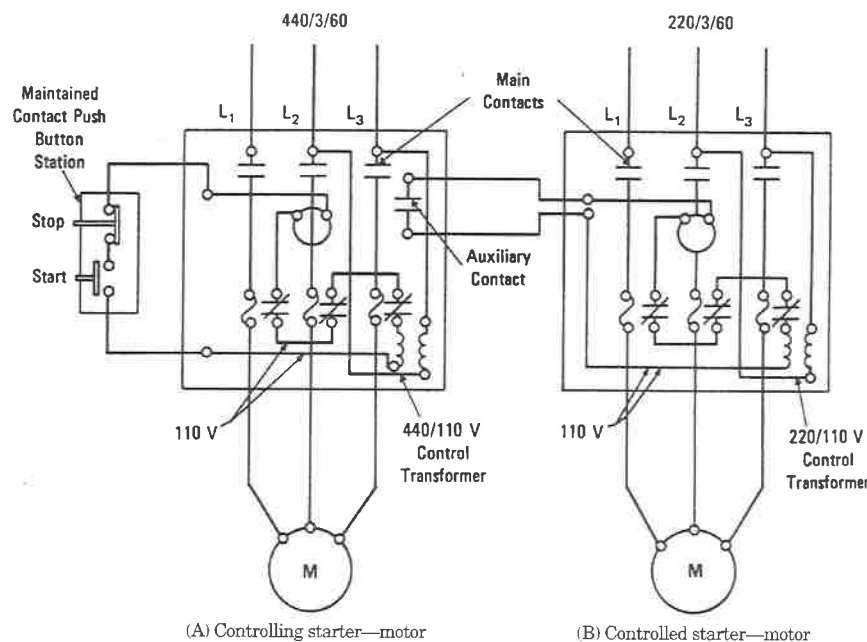 440/3/60
220/3/60
Maintained
Contact Push
Button
Station
Stop
Start
L1
L2
L3
Main
Contacts
L1
L2
L3
Auxiliary
Contact
110 V
440/110 V
Control
Transformer
110 V
220/110 V
Control
Transformer
M
M
(A) Controlling starter—motor
(B) Controlled starter—motor